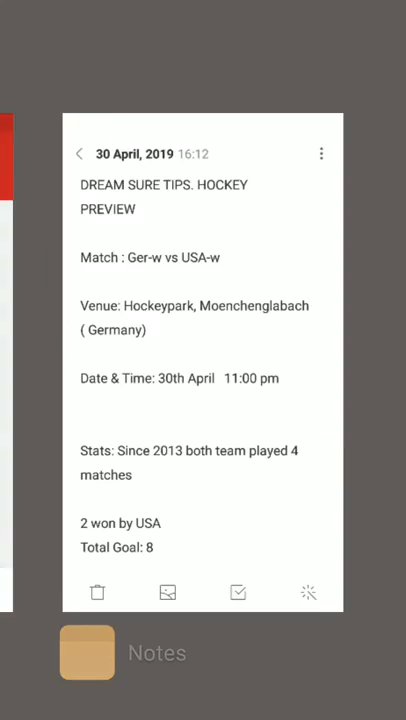 30 April, 2019 16:12
DREAM SURE TIPS. HOCKEY
PREVIEW
Match : Ger-w vs USA-w
Venue: Hockeypark, Moenchenglabach
( Germany)
Date & Time: 30th April 11:00 pm
Stats: Since 2013 both team played 4
matches
2 won by USA
Total Goal: 8
Notes